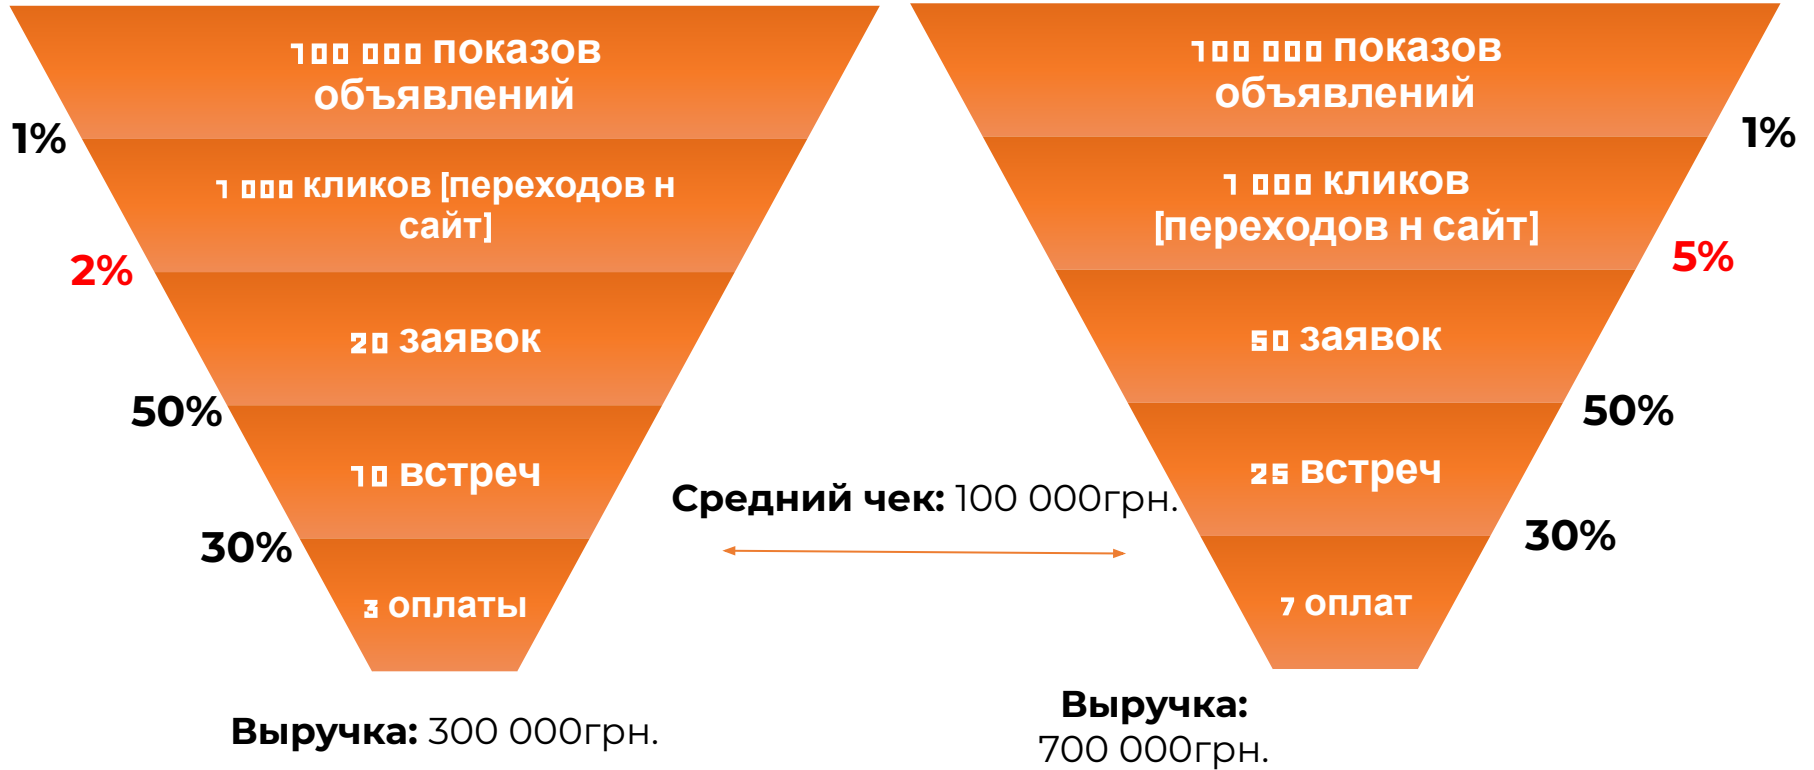 100 000 показов
объявлений
1%
1 000 кликов [переходов н
сайт]
2%
20 заявок
50%
10 встреч
30%
3 оплаты
Выручка: 300 000грн.
Средний чек: 100 000грн.
100 000 показов
объявлений
1%
1 000 кликов
[переходов н сайт]
5%
50 заявок
50%
25 встреч
30%
7 оплат
Выручка:
700 000грн.